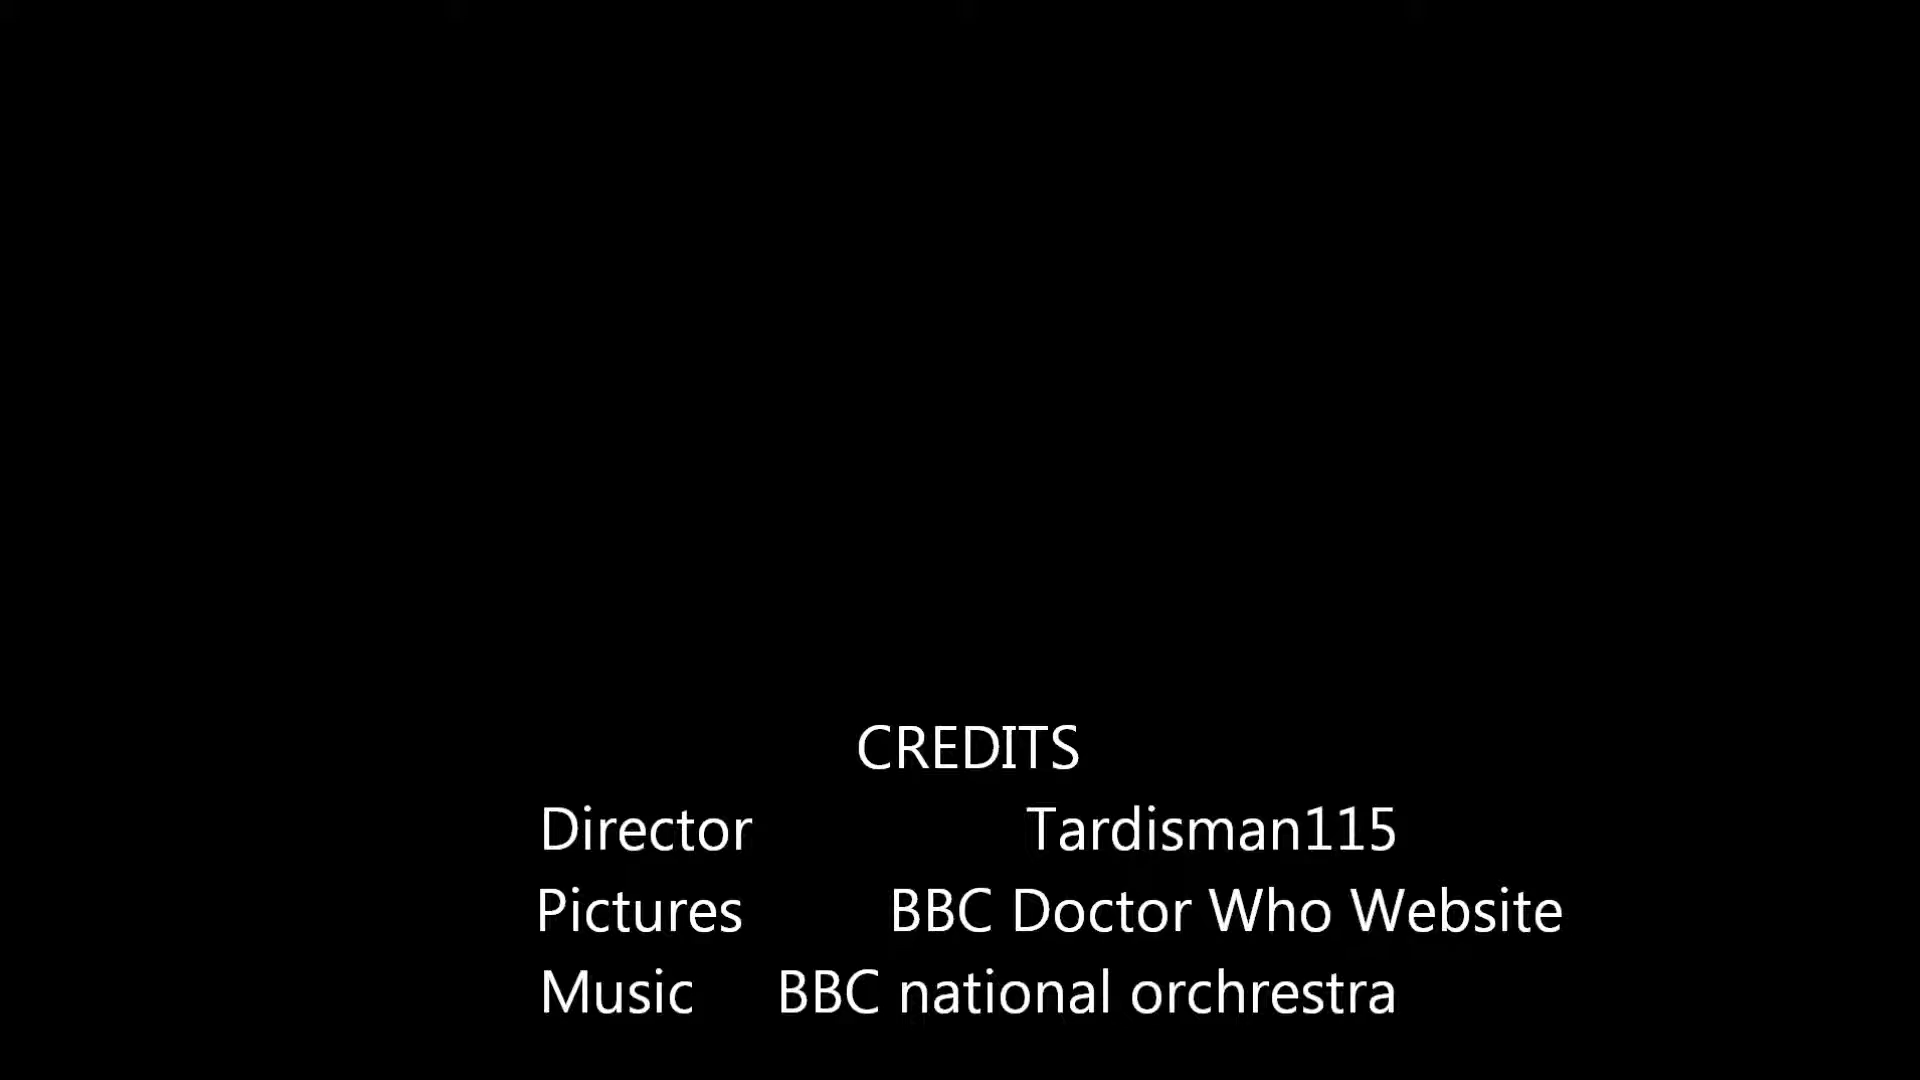 CREDITS
Director Tardisman115
Pictures BBC Doctor Who Website
Music BBC national orchrestra